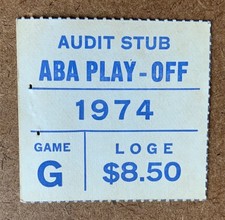 AUDIT STUB
ABA PLAY-OFF
1974
GAME
G
LOGE
$8.50